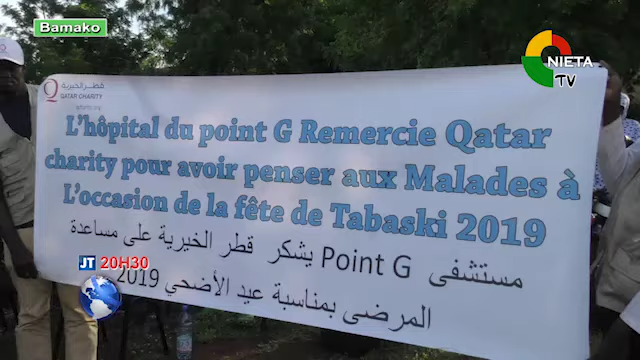 Bamako
NIETA
TV
قطر الخيرية
QATAR CHARITY
L'hôpital du point G Remercie Qatar
charity pour avoir penser aux Malades à
L'occasion de la fête de Tabaski 2019
مستشفى Point G يشكر قطر الخيرية على مساعدة
المرضى بمناسبة عيد الأضحي 2019
JT 20H30